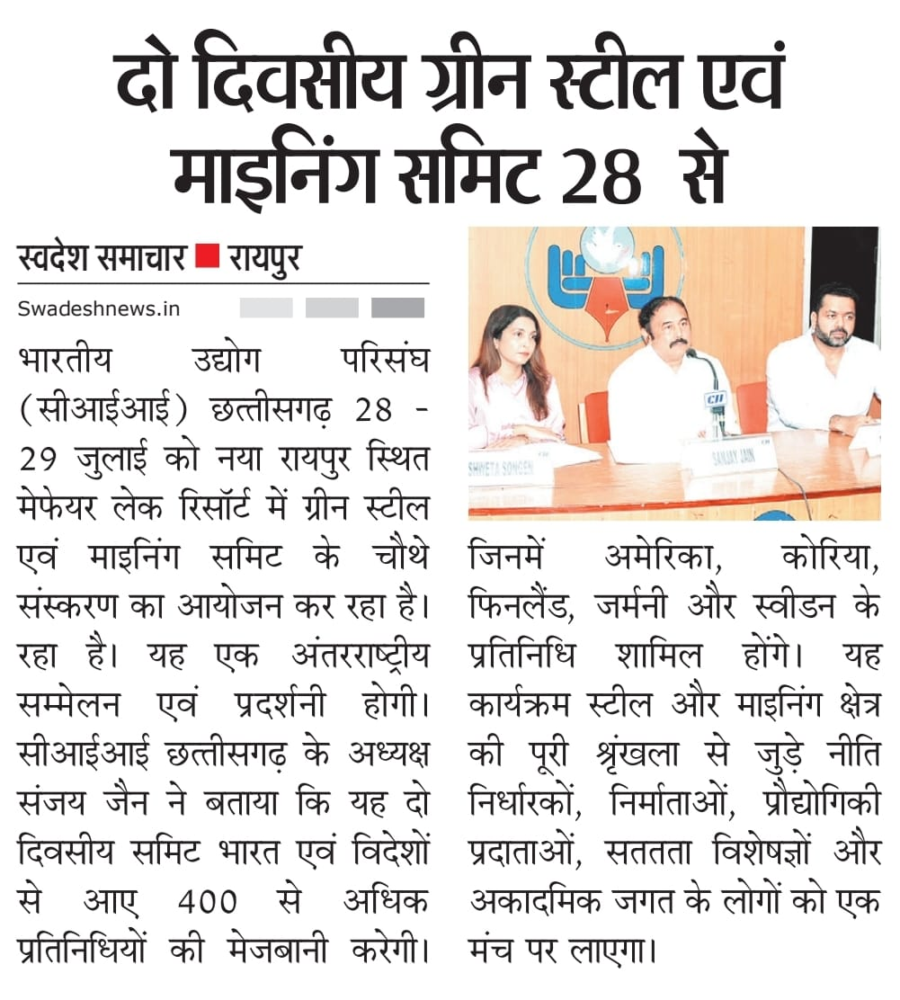 दो दिवसीय ग्रीन स्टील एवं
माइनिंग समिट 28 से
स्वदेश समाचार ■ रायपुर
Swadeshnews.in
भारतीय उद्योग परिसंघ
(सीआईआई) छत्तीसगढ़ 28 -
29 जुलाई को नया रायपुर स्थित
मेफेयर लेक रिसॉर्ट में ग्रीन स्टील
एवं माइनिंग समिट के चौथे
संस्करण का आयोजन कर रहा है।
रहा है। यह एक अंतरराष्ट्रीय
सम्मेलन एवं प्रदर्शनी होगी।
सीआईआई छत्तीसगढ़ के अध्यक्ष
संजय जैन ने बताया कि यह दो
दिवसीय समिट भारत एवं विदेशों
से आए 400 से अधिक
प्रतिनिधियों की मेजबानी करेगी।
CII
SHWETA SONGEN
SANJAY JAIN
जिनमें अमेरिका, कोरिया,
फिनलैंड, जर्मनी और स्वीडन के
प्रतिनिधि शामिल होंगे। यह
कार्यक्रम स्टील और माइनिंग क्षेत्र
की पूरी श्रृंखला से जुड़े नीति
निर्धारकों, निर्माताओं, प्रौद्योगिकी
प्रदाताओं, सततता विशेषज्ञों और
अकादमिक जगत के लोगों को एक
मंच पर लाएगा।